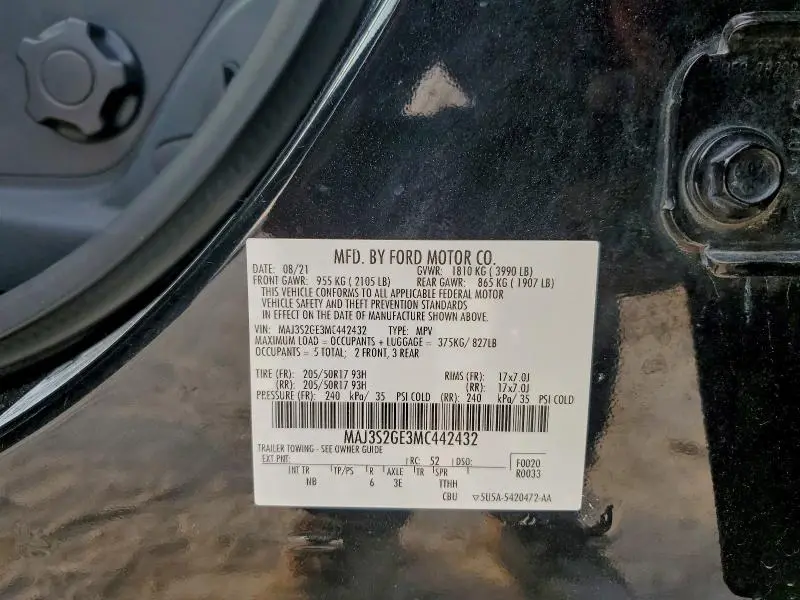 MFD. BY FORD MOTOR CO.
DATE: 08/21 GVWR: 1810 KG ( 3990 LB)
FRONT GAWR: 955 KG ( 2105 LB) REAR GAWR: 865 KG ( 1907 LB)
THIS VEHICLE CONFORMS TO ALL APPLICABLE FEDERAL MOTOR
VEHICLE SAFETY AND THEFT PREVENTION STANDARDS
IN EFFECT ON THE DATE OF MANUFACTURE SHOWN ABOVE.
VIN: MAJ3S2GE3MC442432 TYPE: MPV
MAXIMUM LOAD = OCCUPANTS + LUGGAGE = 375KG/ 827LB
OCCUPANTS = 5 TOTAL; 2 FRONT, 3 REAR
TIRE (FR): 205/50R17 93H RIMS (FR): 17x7.0J
(RR): 205/50R17 93H (RR): 17x7.0J
PRESSURE (FR): 240 kPa/ 35 PSI COLD (RR): 240 kPa/ 35 PSI COLD
MAJ3S2GE3MC442432
TRAILER TOWING - SEE OWNER GUIDE
EXT PNT: RC: 52 DSO: F0020
INT TR TP/PS R AXLE TR SPR R0033
NB 6 3E TTHH
CBU 5U5A-5420472-AA